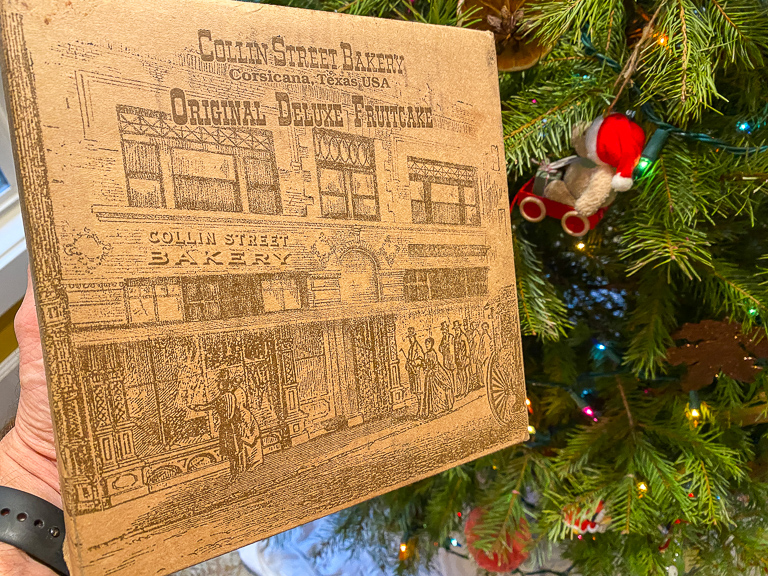 Collin Street Bakery
Corsicana, Texas, USA
Original Deluxe Fruitcake
COLLIN STREET
BAKERY